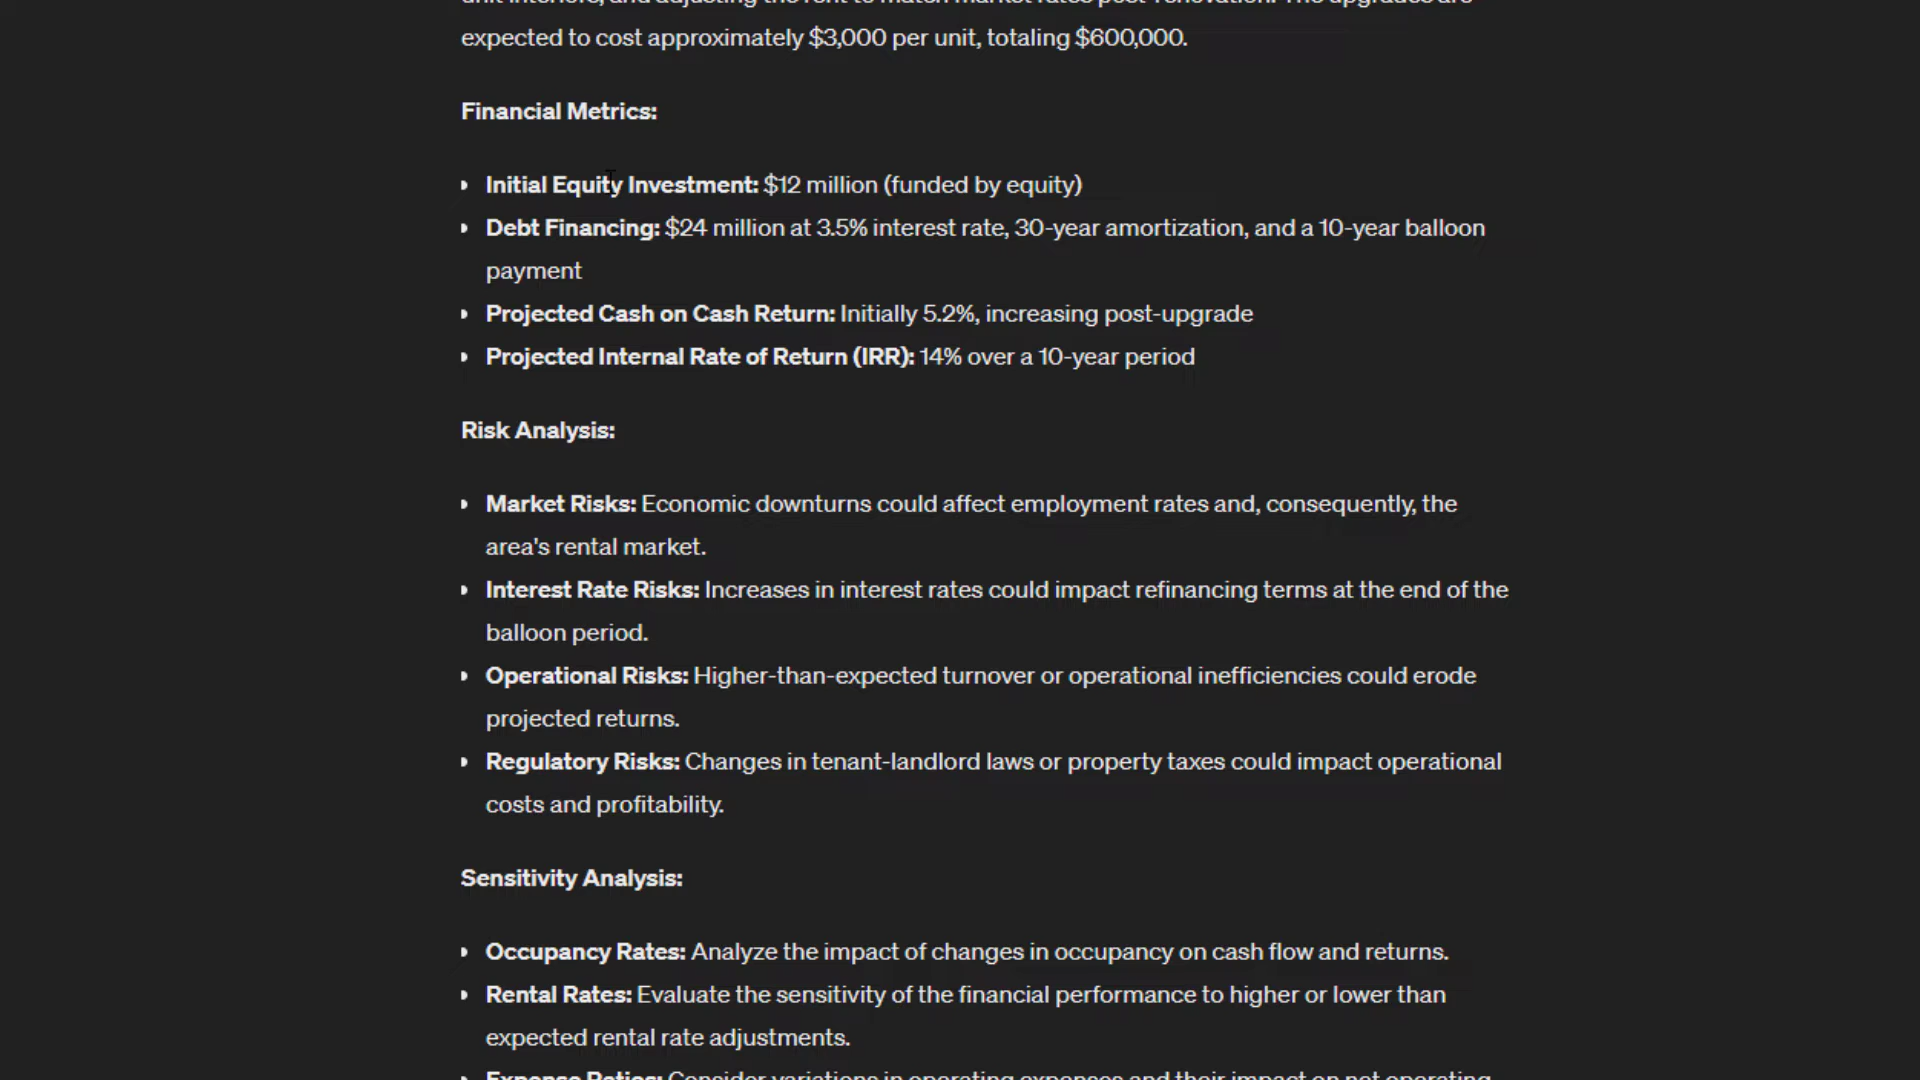 unit interiors, and adjusting the rent to match market rates post-renovation. The upgrades are
expected to cost approximately $3,000 per unit, totaling $600,000.
Financial Metrics:
• Initial Equity Investment: $12 million (funded by equity)
• Debt Financing: $24 million at 3.5% interest rate, 30-year amortization, and a 10-year balloon
payment
• Projected Cash on Cash Return: Initially 5.2%, increasing post-upgrade
• Projected Internal Rate of Return (IRR): 14% over a 10-year period
Risk Analysis:
• Market Risks: Economic downturns could affect employment rates and, consequently, the
area's rental market.
• Interest Rate Risks: Increases in interest rates could impact refinancing terms at the end of the
balloon period.
• Operational Risks: Higher-than-expected turnover or operational inefficiencies could erode
projected returns.
• Regulatory Risks: Changes in tenant-landlord laws or property taxes could impact operational
costs and profitability.
Sensitivity Analysis:
• Occupancy Rates: Analyze the impact of changes in occupancy on cash flow and returns.
• Rental Rates: Evaluate the sensitivity of the financial performance to higher or lower than
expected rental rate adjustments.
• Expense Ratios: Consider variations in operating expenses and their impact on net operating